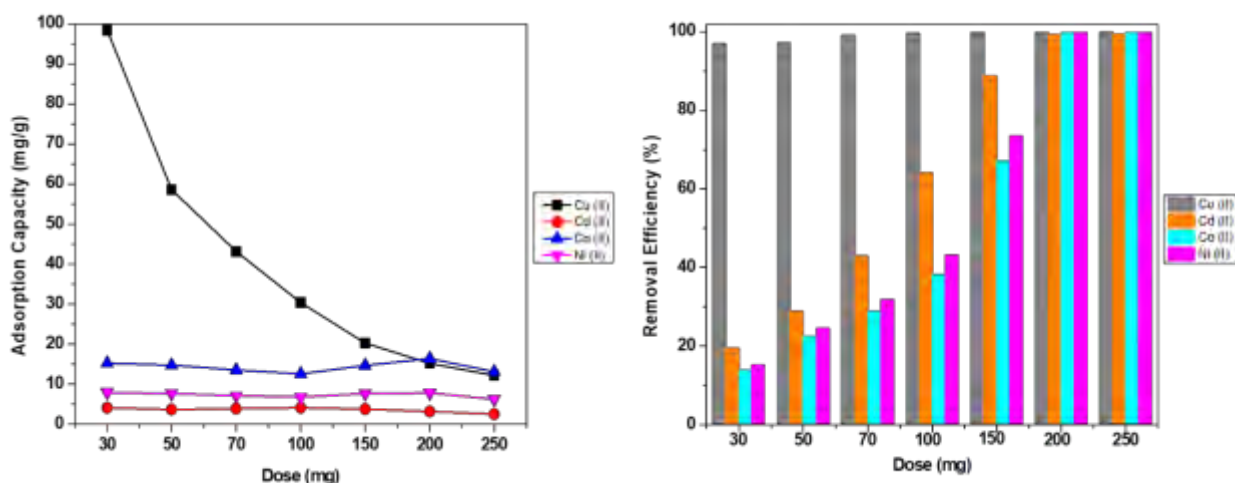 100
90
80
70
60
50
40
30
20
10
0
Adsorption Capacity (mg/g)
30 50 70 100 150 200 250
Dose (mg)
Cu (II)
Cd (II)
Co (II)
Ni (II)
100
80
60
40
20
0
Removal Efficiency (%)
30 50 70 100 150 200 250
Dose (mg)
Cu (II)
Cd (II)
Co (II)
Ni (II)